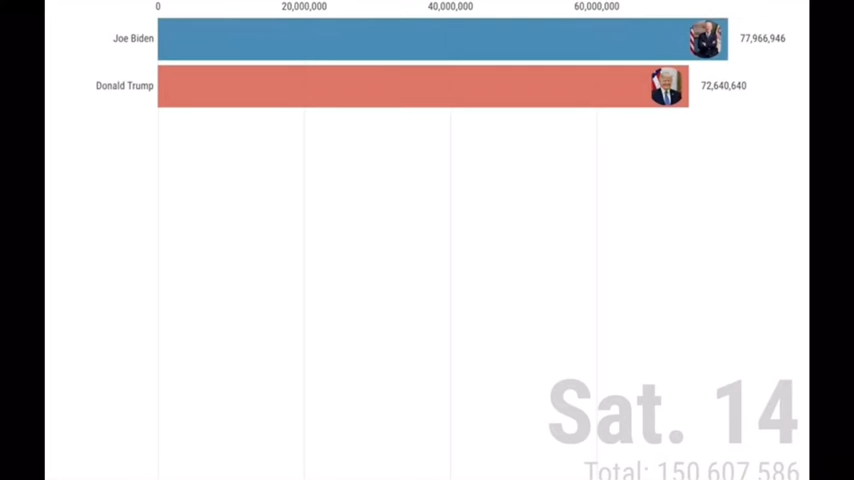 0 20,000,000 40,000,000 60,000,000
Joe Biden 77,966,946
Donald Trump 72,640,640
Sat. 14
Total: 150,607,586